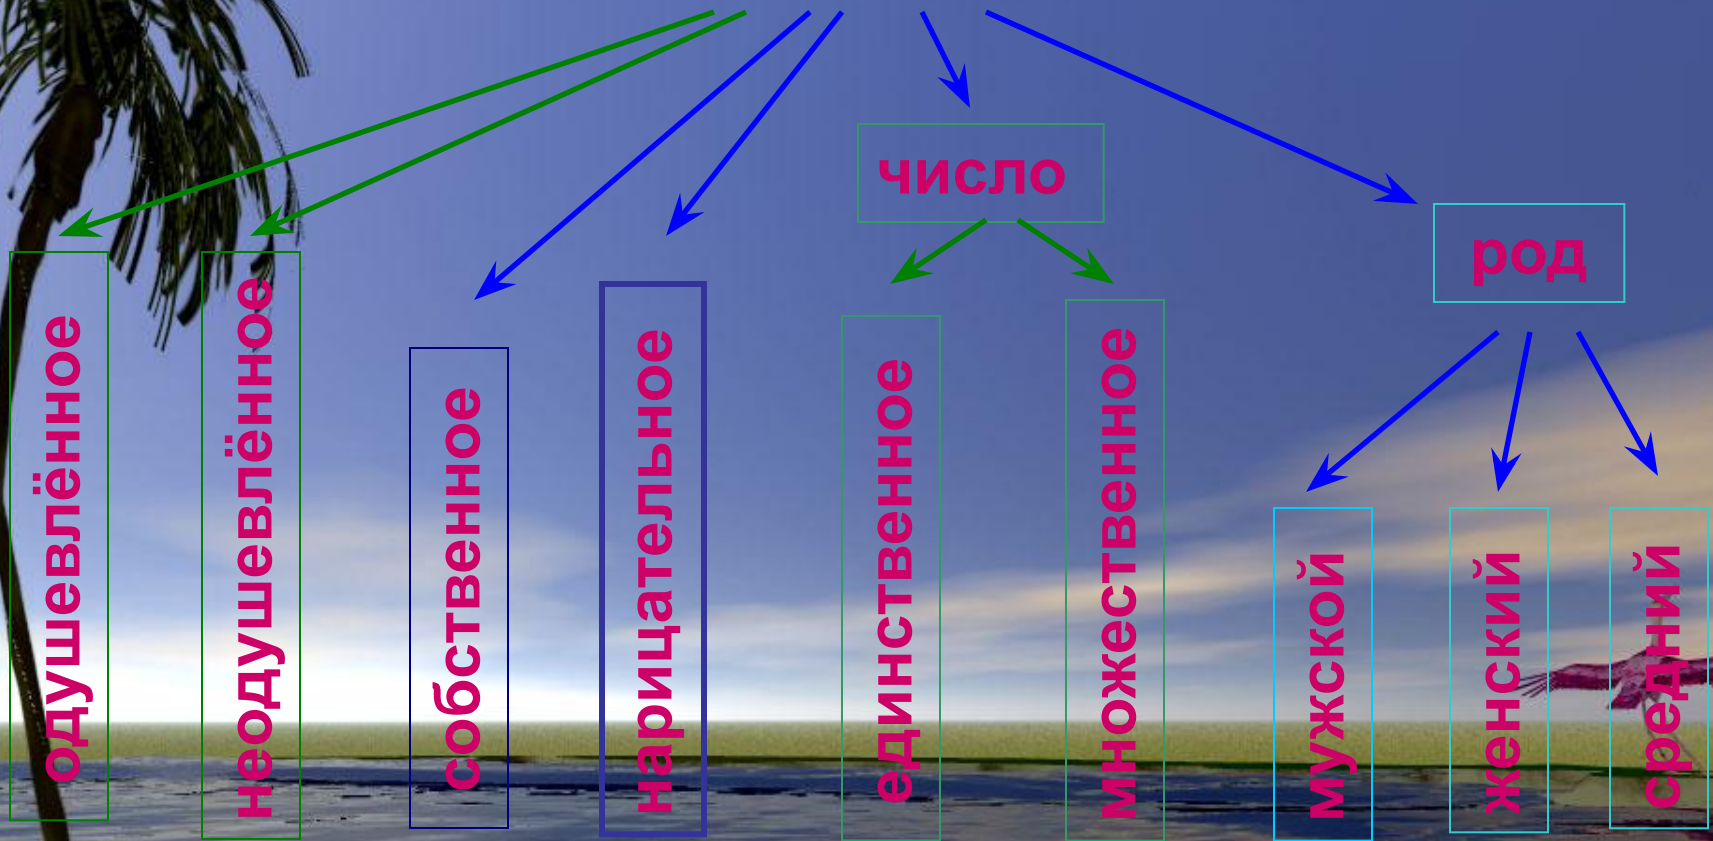 число
род
одушевлённое
неодушевлённое
собственное
нарицательное
единственное
множественное
мужской
женский
средний